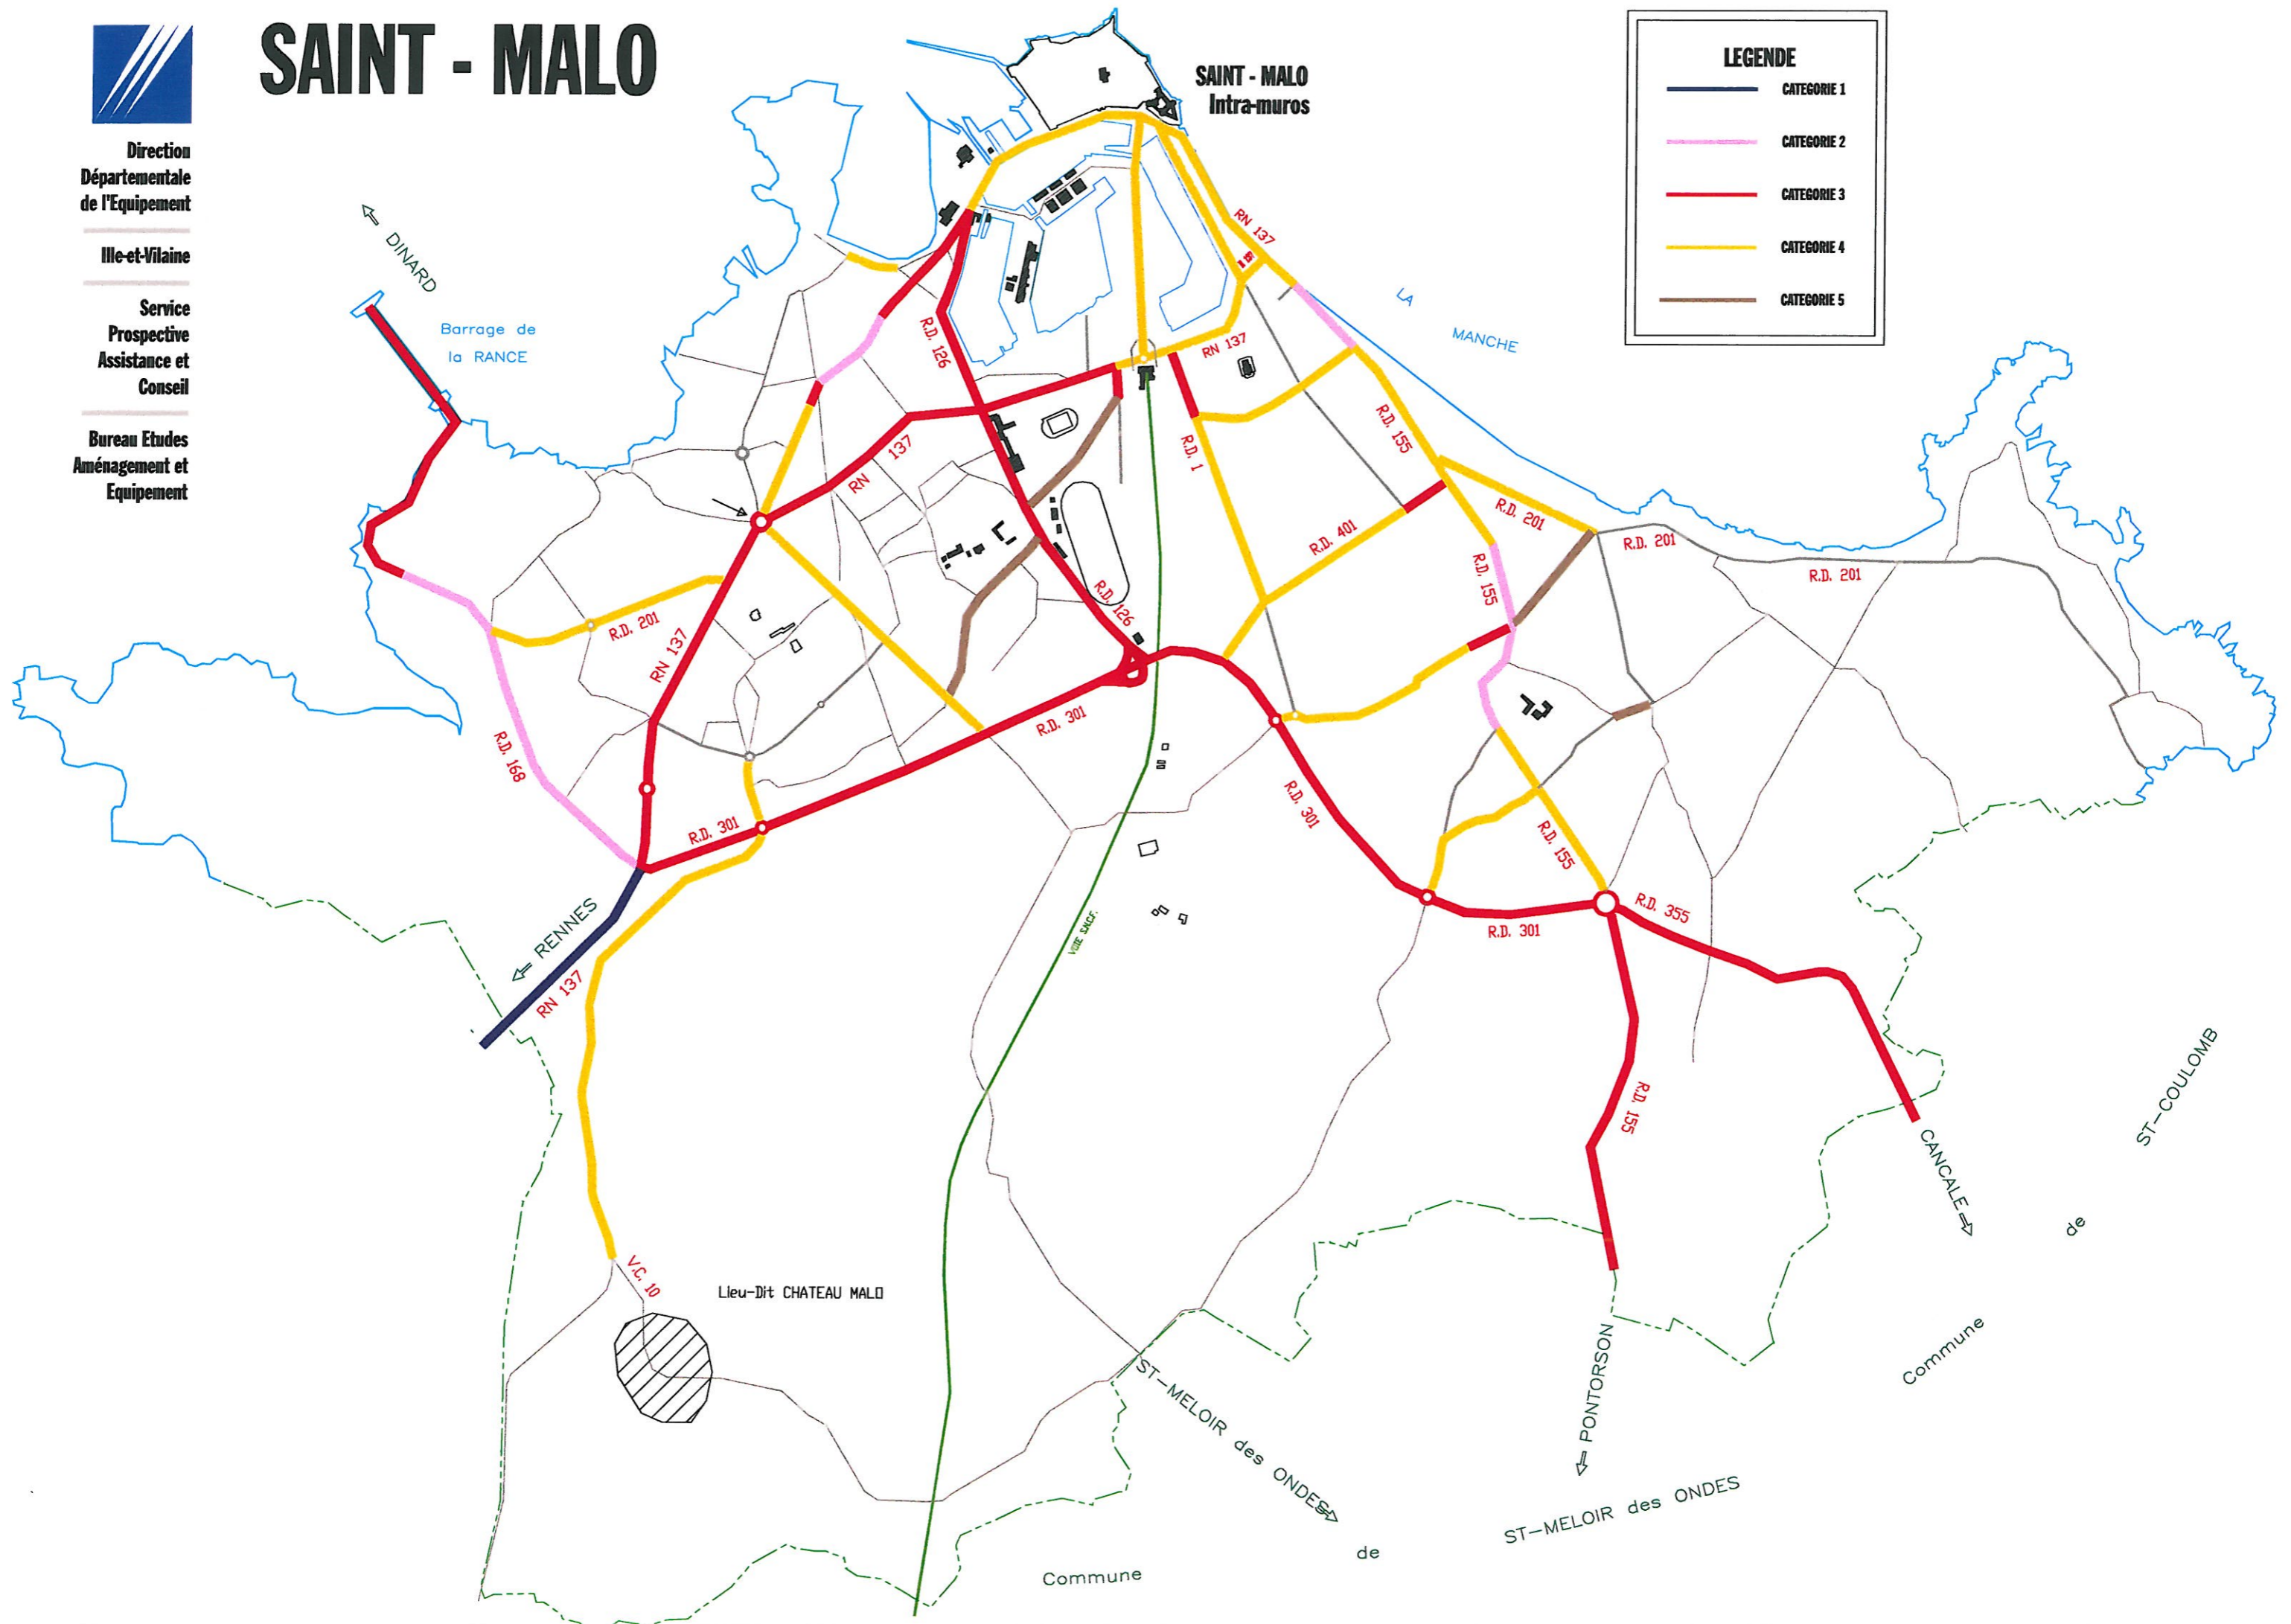 SAINT - MALO
Direction
Départementale
de l'Equipement
Ille-et-Vilaine
Service
Prospective
Assistance et
Conseil
Bureau Etudes
Aménagement et
Equipement
SAINT - MALO
Intra-muros
LEGENDE
CATEGORIE 1
CATEGORIE 2
CATEGORIE 3
CATEGORIE 4
CATEGORIE 5
DINARD
Barrage de
la RANCE
LA
MANCHE
RN 137
RN 137
R.D. 126
RN 137
R.D. 1
R.D. 155
R.D. 401
R.D. 201
R.D. 201
R.D. 201
R.D. 155
R.D. 126
R.D. 201
RN 137
R.D. 168
R.D. 301
R.D. 301
R.D. 301
R.D. 155
R.D. 301
R.D. 355
RENNES
RN 137
VOIE S.N.C.F.
R.D. 155
V.C. 10
Lieu-Dit CHATEAU MALO
CANCALE
PONTORSON
ST-MELOIR des ONDES
Commune
de
ST-MELOIR des ONDES
Commune
de
ST-COULOMB